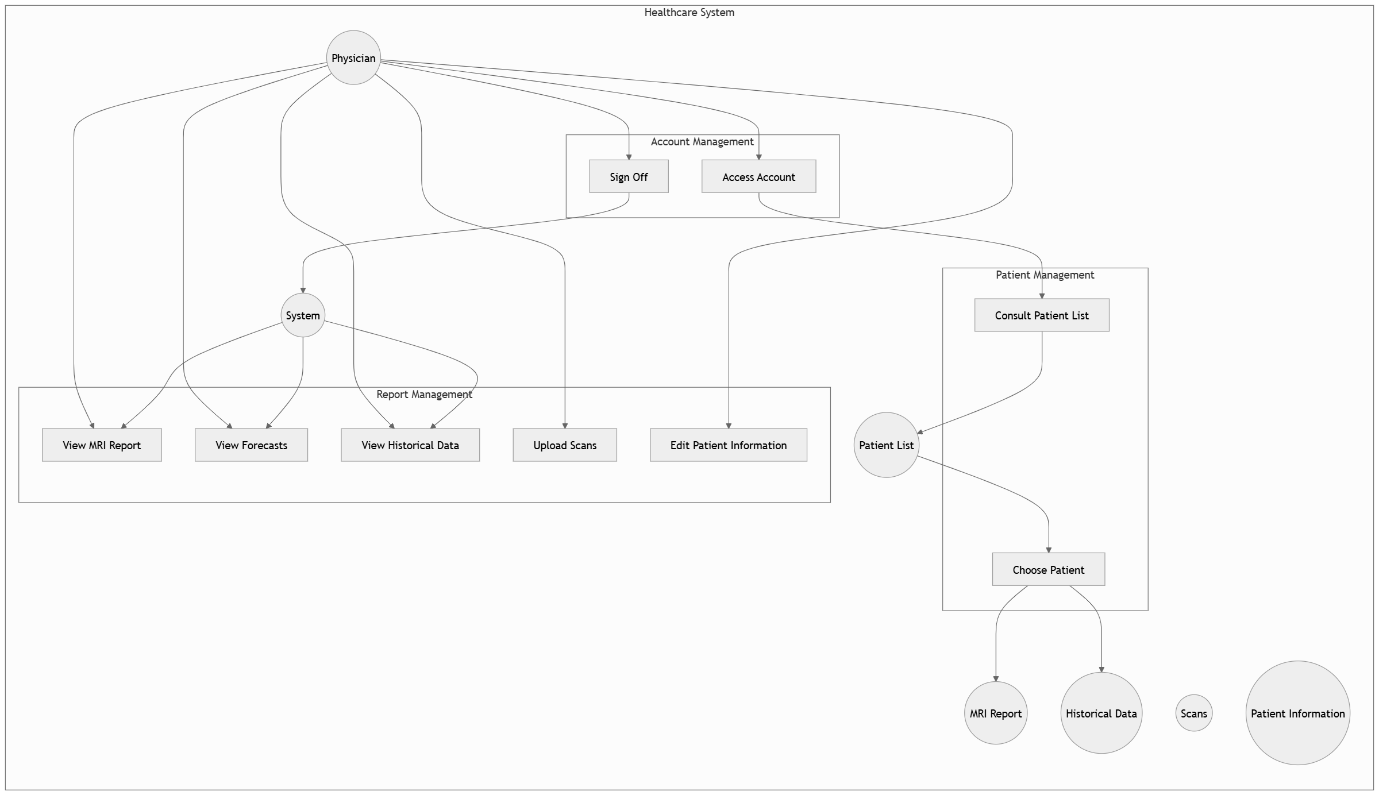 Healthcare System
Physician
Account Management
Sign Off
Access Account
Patient Management
Consult Patient List
System
Report Management
View MRI Report
View Forecasts
View Historical Data
Upload Scans
Edit Patient Information
Patient List
Choose Patient
MRI Report
Historical Data
Scans
Patient Information